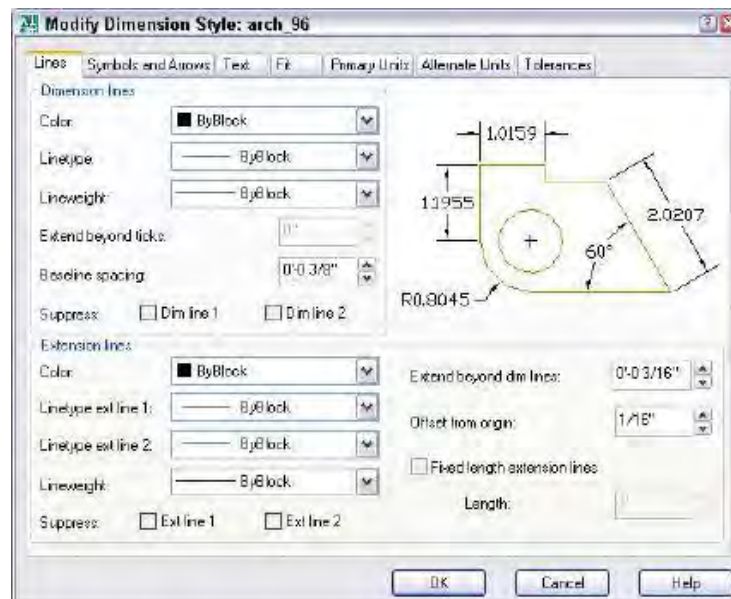 Modify Dimension Style: arch_96
Lines Symbols and Arrows Text Fit Primary Units Alternate Units Tolerances
Dimension lines
Color: ByBlock
Linetype: ByBlock
Lineweight: ByBlock
Extend beyond ticks: 0"
Baseline spacing: 0'-0 3/8"
Suppress: Dim line 1 Dim line 2
1.0159
1.1955
2.0207
60°
R0.8045
Extension lines
Color: ByBlock
Linetype ext line 1: ByBlock
Linetype ext line 2: ByBlock
Lineweight: ByBlock
Suppress: Ext line 1 Ext line 2
Extend beyond dim lines: 0'-0 3/16"
Offset from origin: 1/16"
Fixed length extension lines
Length:
OK Cancel Help